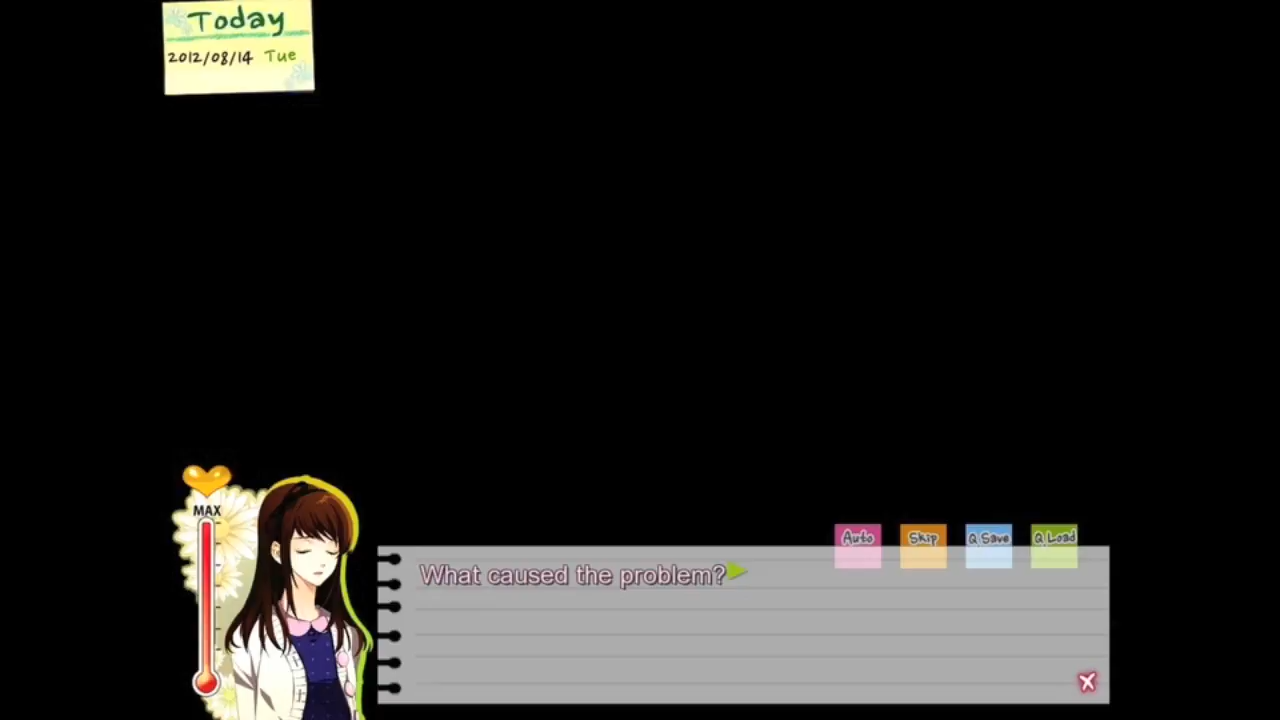 Today
2012/08/14 Tue
MAX
Auto
Skip
Q Save
Q Load
What caused the problem?